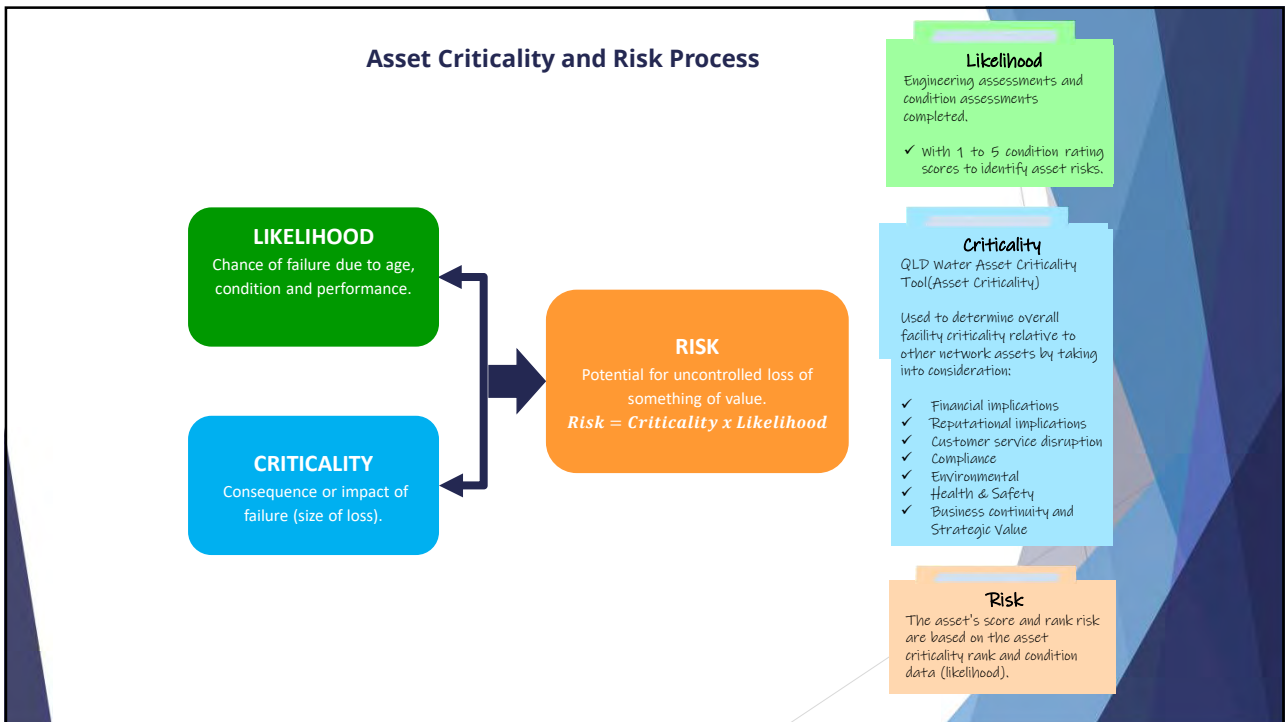 Asset Criticality and Risk Process
LIKELIHOOD
Chance of failure due to age,
condition and performance.
CRITICALITY
Consequence or impact of
failure (size of loss).
RISK
Potential for uncontrolled loss of
something of value.
Risk = Criticality x Likelihood
Likelihood
Engineering assessments and
condition assessments
completed.
✓ With 1 to 5 condition rating
scores to identify asset risks.
Criticality
QLD Water Asset Criticality
Tool(Asset Criticality)
Used to determine overall
facility criticality relative to
other network assets by taking
into consideration:
✓ Financial implications
✓ Reputational implications
✓ Customer service disruption
✓ Compliance
✓ Environmental
✓ Health & Safety
✓ Business continuity and
Strategic Value
Risk
The asset's score and rank risk
are based on the asset
criticality rank and condition
data (likelihood).